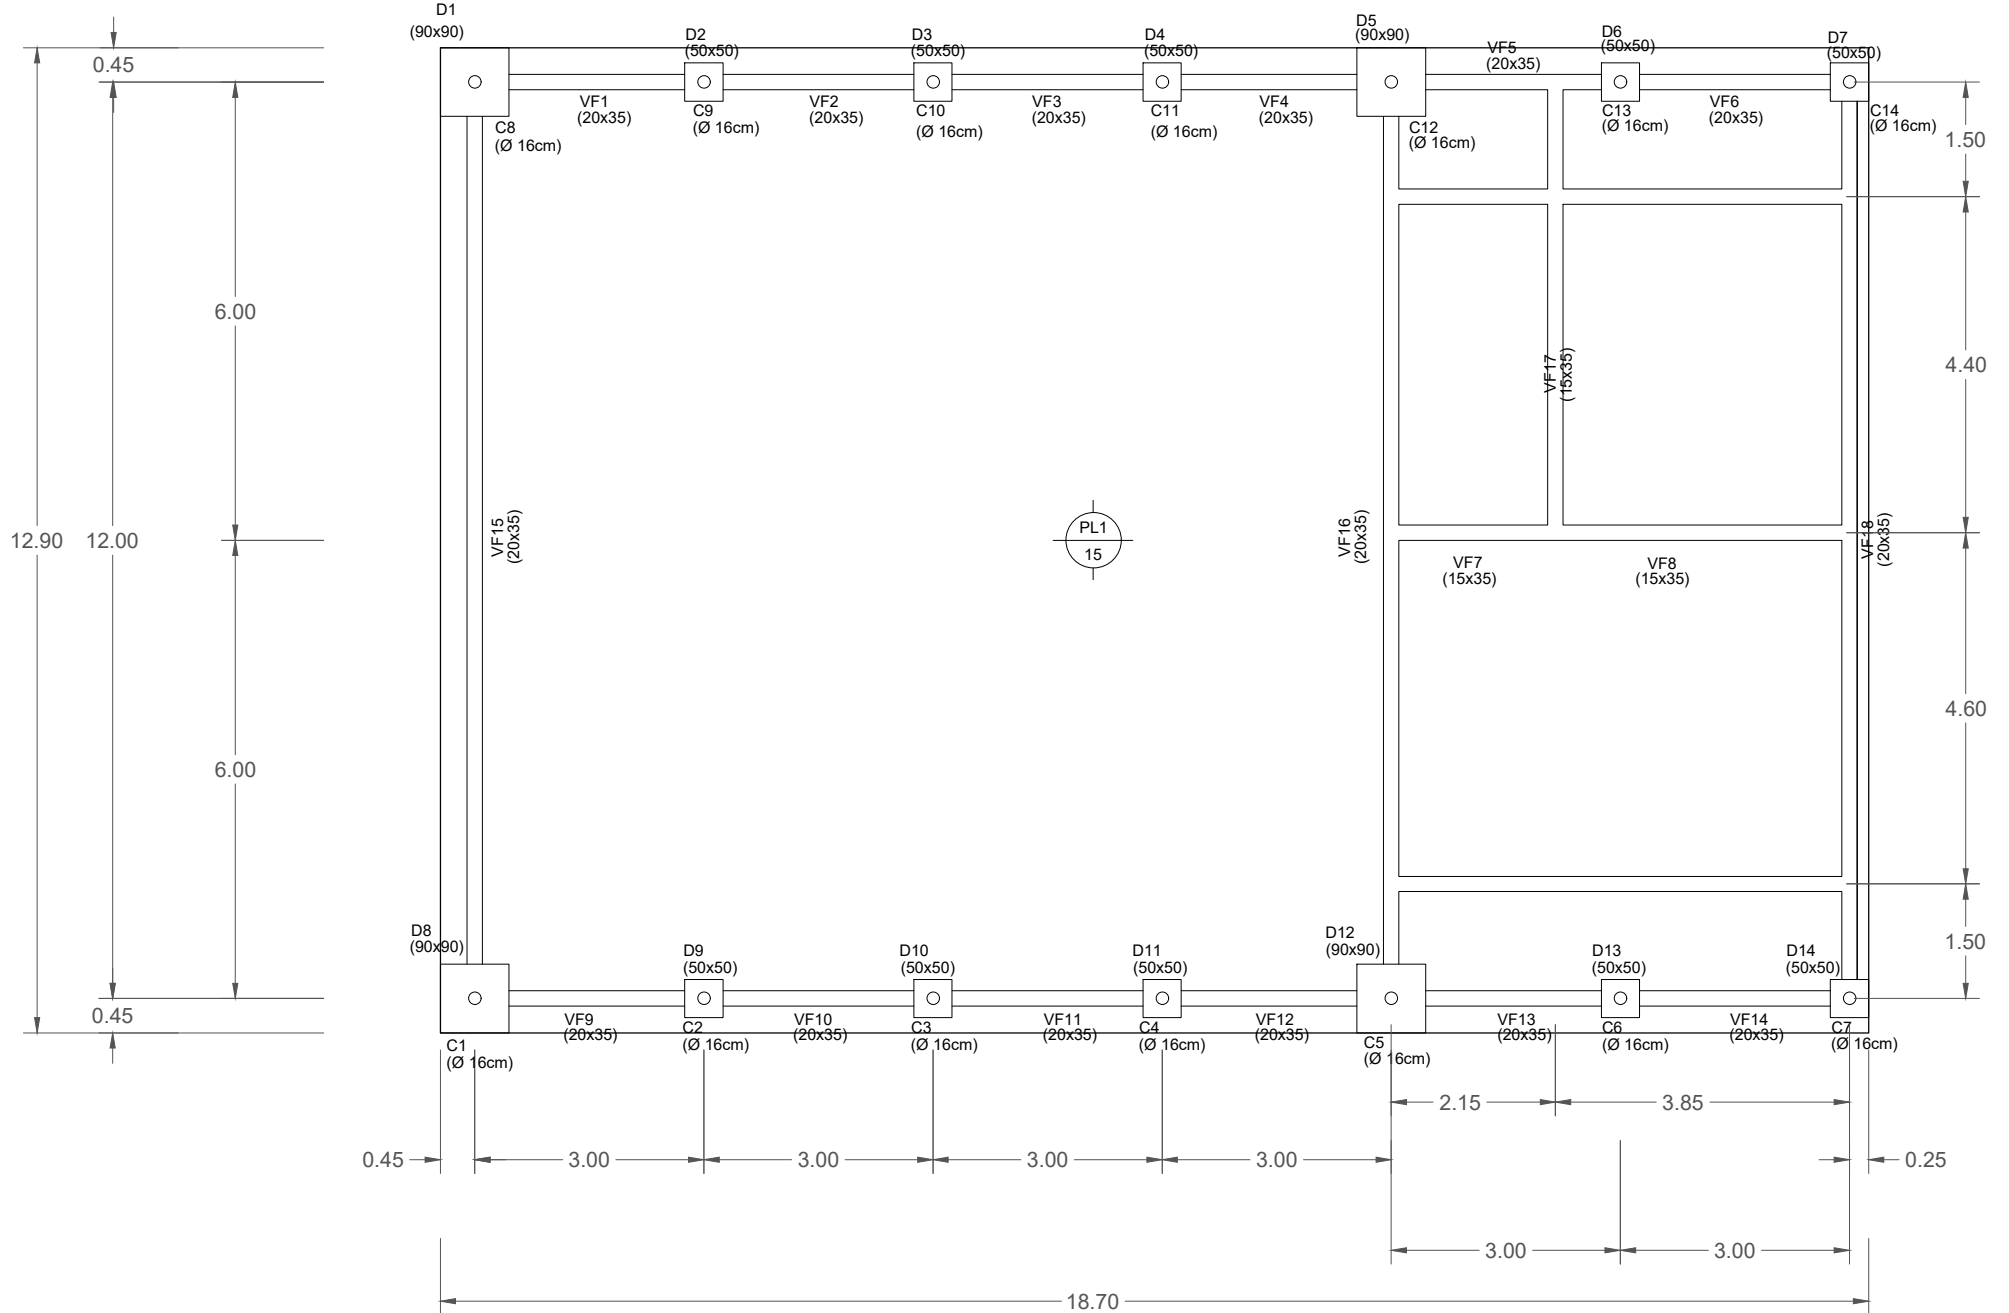 D1
(90x90)
D2
(50x50)
D3
(50x50)
D4
(50x50)
D5
(90x90)
VF5
(20x35)
D6
(50x50)
D7
(50x50)
0.45
VF1
(20x35)
VF2
(20x35)
VF3
(20x35)
VF4
(20x35)
VF6
(20x35)
C8
(Ø 16cm)
C9
(Ø 16cm)
C10
(Ø 16cm)
C11
(Ø 16cm)
C12
(Ø 16cm)
C13
(Ø 16cm)
C14
(Ø 16cm)
1.50
6.00
VF17
(15x35)
4.40
12.90
12.00
VF15
(20x35)
PL1
15
VF16
(20x35)
VF18
(20x35)
VF7
(15x35)
VF8
(15x35)
6.00
4.60
D8
(90x90)
D9
(50x50)
D10
(50x50)
D11
(50x50)
D12
(90x90)
D13
(50x50)
D14
(50x50)
1.50
0.45
C1
(Ø 16cm)
VF9
(20x35)
C2
(Ø 16cm)
VF10
(20x35)
C3
(Ø 16cm)
VF11
(20x35)
C4
(Ø 16cm)
VF12
(20x35)
C5
(Ø 16cm)
VF13
(20x35)
C6
(Ø 16cm)
VF14
(20x35)
C7
(Ø 16cm)
2.15
3.85
0.45
3.00
3.00
3.00
3.00
0.25
3.00
3.00
18.70